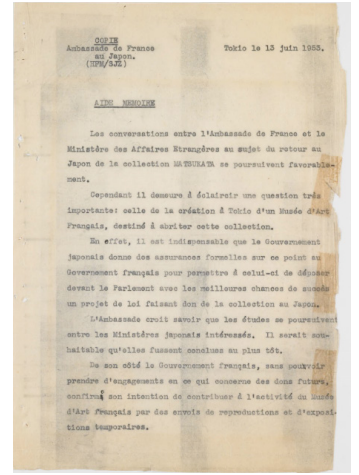 COPIE
Ambassade de France
au Japon.
(EFE/SJZ)
Tokio le 13 juin 1953.
AIDE MEMOIRE
Les conversations entre l'Ambassade de France et le
Ministère des Affaires Etrangères au sujet du retour au
Japon de la collection MATSUKATA se poursuivent favorable-
ment.
Cependant il demeure à éclaircir une question très
importante: celle de la création à Tokio d'un Musée d'Art
Français, destiné à abriter cette collection.
En effet, il est indispensable que le Gouvernement
japonais donne des assurances formelles sur ce point au
Gouvernement français pour permettre à celui-ci de déposer
devant le Parlement avec les meilleures chances de succès
un projet de loi faisant don de la collection au Japon.
L'Ambassade croit savoir que les études se poursuivent
entre les Ministères japonais intéressés. Il serait sou-
haitable qu'elles fussent conclues au plus tôt.
De son côté le Gouvernement français, sans pouvoir
prendre d'engagements en ce qui concerne des dons futurs,
confirme son intention de contribuer à l'activité du Musée
d'Art Français par des envois de reproductions et d'exposi-
tions temporaires.